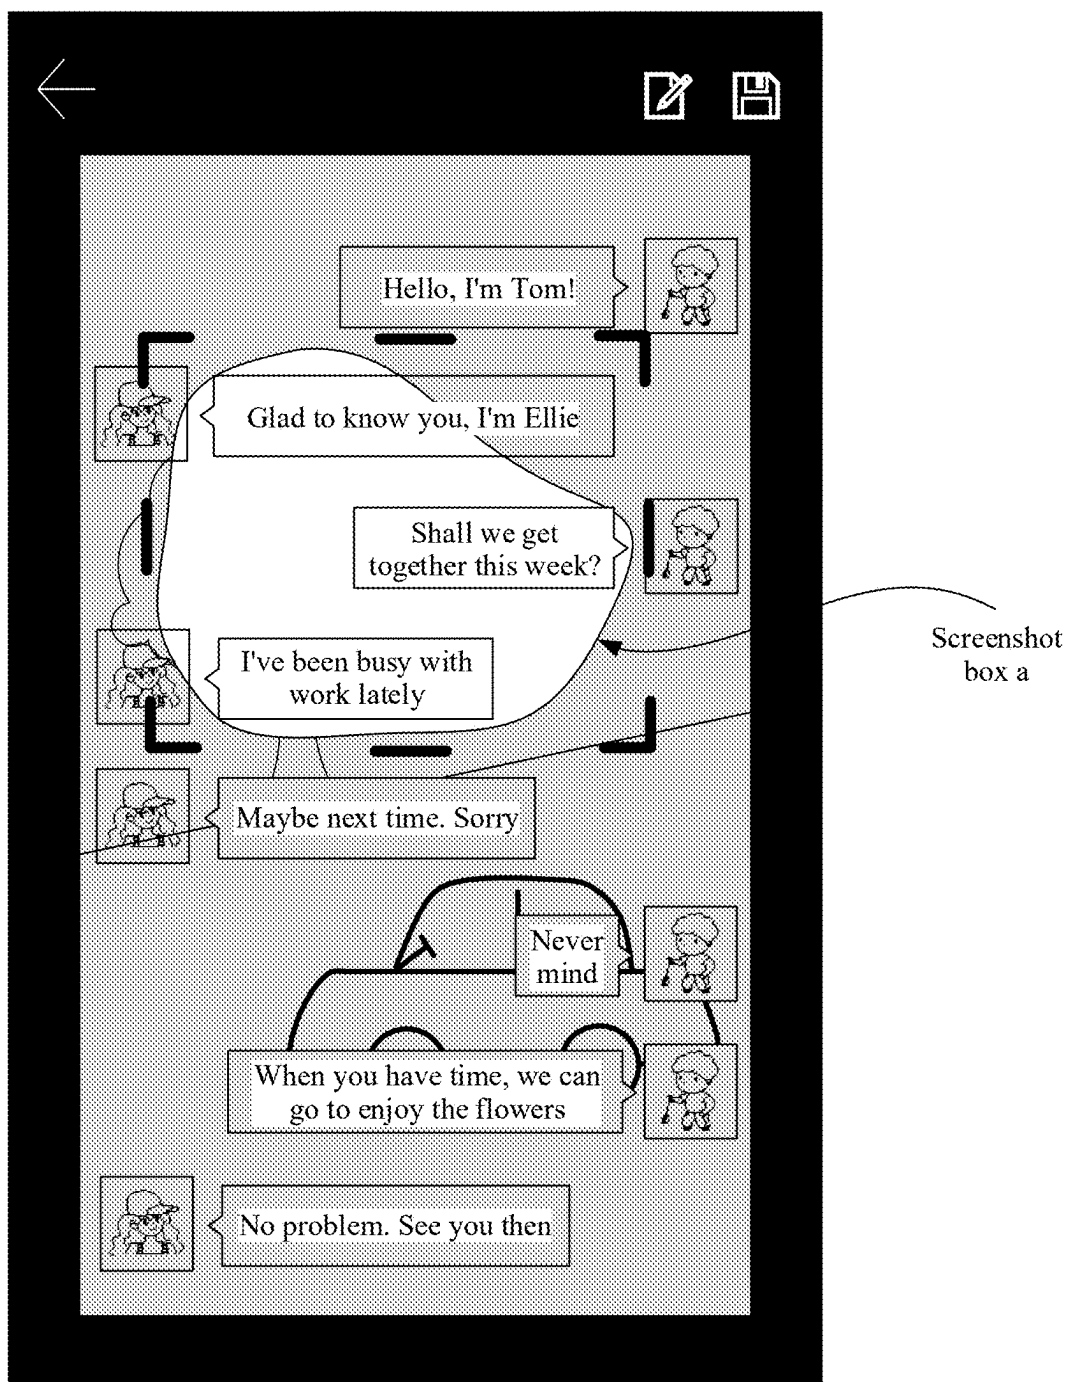 Hello, I'm Tom!
Glad to know you, I'm Ellie
Shall we get
together this week?
Screenshot
box a
I've been busy with
work lately
Maybe next time. Sorry
Never
mind
When you have time, we can
go to enjoy the flowers
No problem. See you then